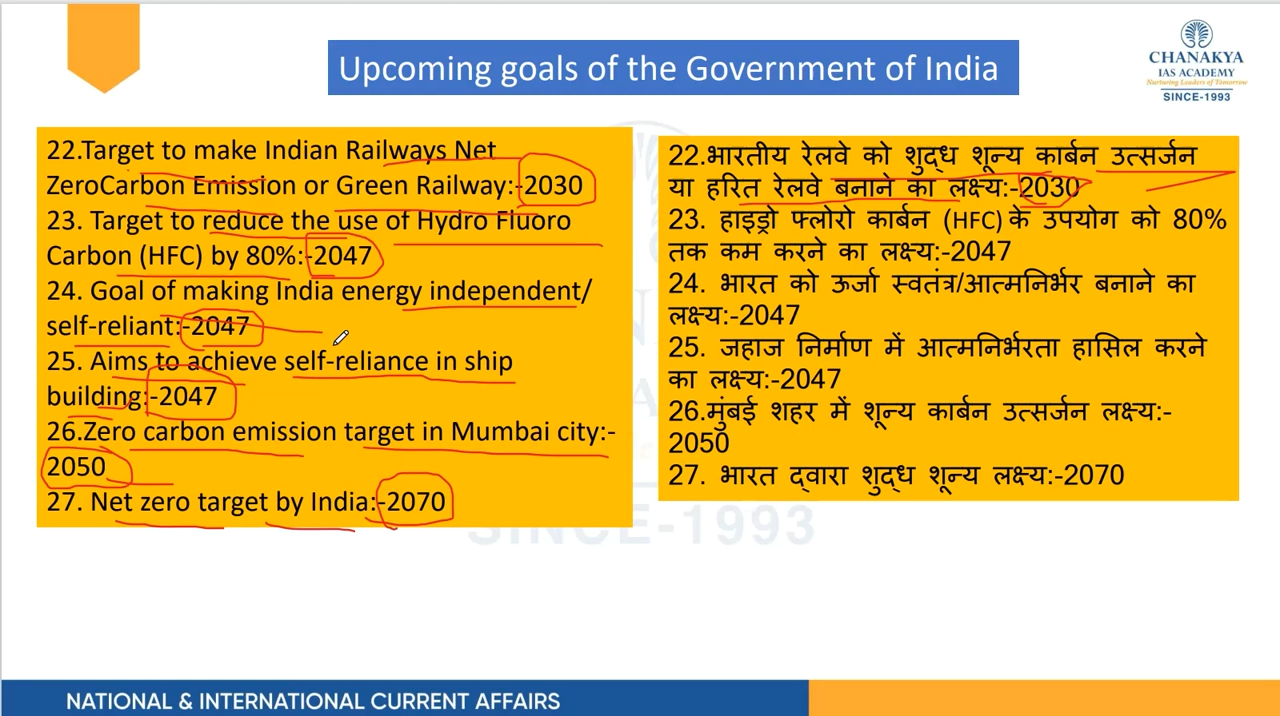 Upcoming goals of the Government of India
CHANAKYA
IAS ACADEMY
Nurturing Leaders of Tomorrow
SINCE-1993
22.Target to make Indian Railways Net
ZeroCarbon Emission or Green Railway:-2030
23. Target to reduce the use of Hydro Fluoro
Carbon (HFC) by 80%:-2047
24. Goal of making India energy independent/
self-reliant:-2047
25. Aims to achieve self-reliance in ship
building:-2047
26.Zero carbon emission target in Mumbai city:-
2050
27. Net zero target by India:-2070
22.भारतीय रेलवे को शुद्ध शून्य कार्बन उत्सर्जन
या हरित रेलवे बनाने का लक्ष्य:-2030
23. हाइड्रो फ्लोरो कार्बन (HFC) के उपयोग को 80%
तक कम करने का लक्ष्य:-2047
24. भारत को ऊर्जा स्वतंत्र/आत्मनिर्भर बनाने का
लक्ष्य:-2047
25. जहाज निर्माण में आत्मनिर्भरता हासिल करने
का लक्ष्य:-2047
26.मुंबई शहर में शून्य कार्बन उत्सर्जन लक्ष्य:-
2050
27. भारत द्वारा शुद्ध शून्य लक्ष्य:-2070
SINCE-1993
NATIONAL & INTERNATIONAL CURRENT AFFAIRS